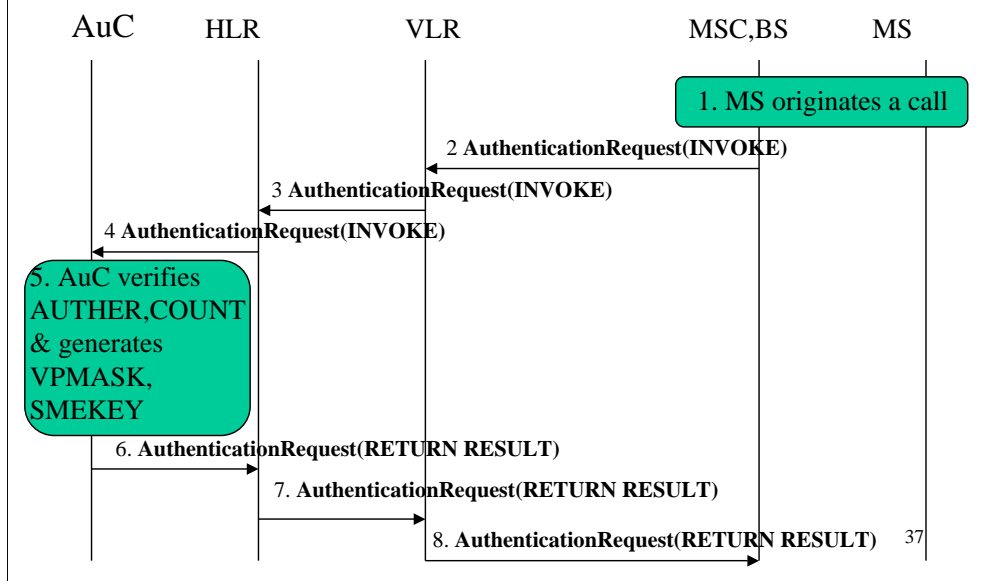 AuC HLR VLR MSC,BS MS
1. MS originates a call
2 AuthenticationRequest(INVOKE)
3 AuthenticationRequest(INVOKE)
4 AuthenticationRequest(INVOKE)
5. AuC verifies
AUTHER,COUNT
& generates
VPMASK,
SMEKEY
6. AuthenticationRequest(RETURN RESULT)
7. AuthenticationRequest(RETURN RESULT)
8. AuthenticationRequest(RETURN RESULT)
37